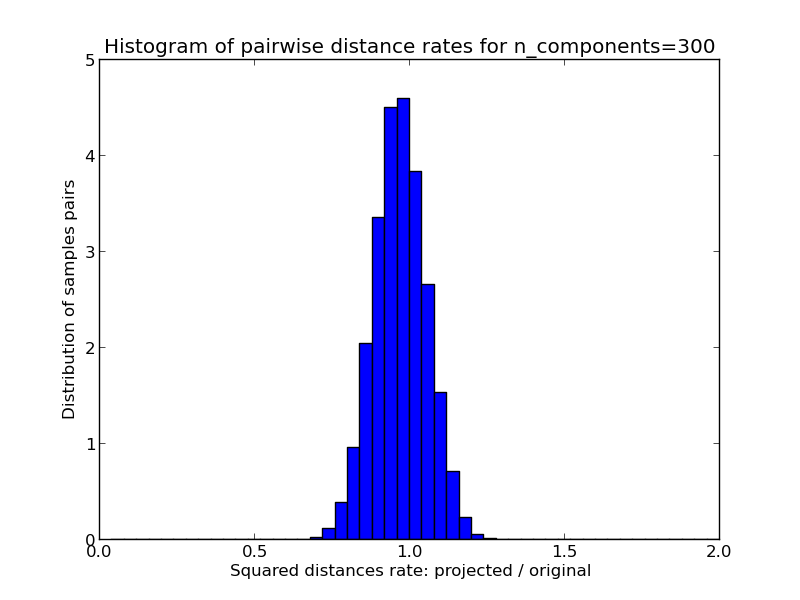 Histogram of pairwise distance rates for n_components=300
5
4
3
2
1
0
Distribution of samples pairs
0.0 0.5 1.0 1.5 2.0
Squared distances rate: projected / original